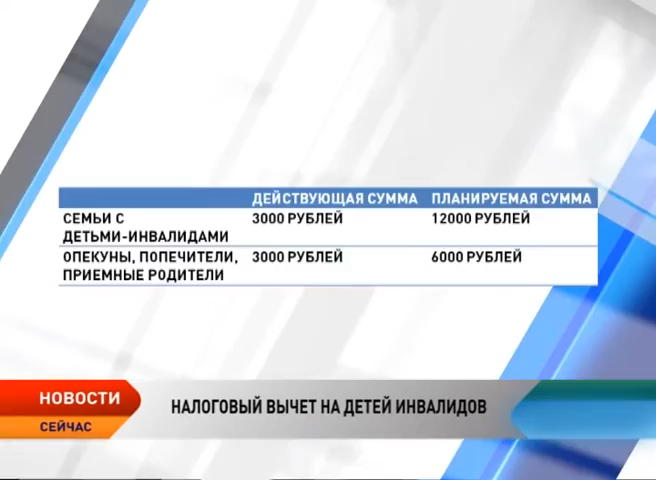 ДЕЙСТВУЮЩАЯ СУММА ПЛАНИРУЕМАЯ СУММА
СЕМЬИ С 3000 РУБЛЕЙ 12000 РУБЛЕЙ
ДЕТЬМИ-ИНВАЛИДАМИ
ОПЕКУНЫ, ПОПЕЧИТЕЛИ, 3000 РУБЛЕЙ 6000 РУБЛЕЙ
ПРИЕМНЫЕ РОДИТЕЛИ
НОВОСТИ
НАЛОГОВЫЙ ВЫЧЕТ НА ДЕТЕЙ ИНВАЛИДОВ
СЕЙЧАС